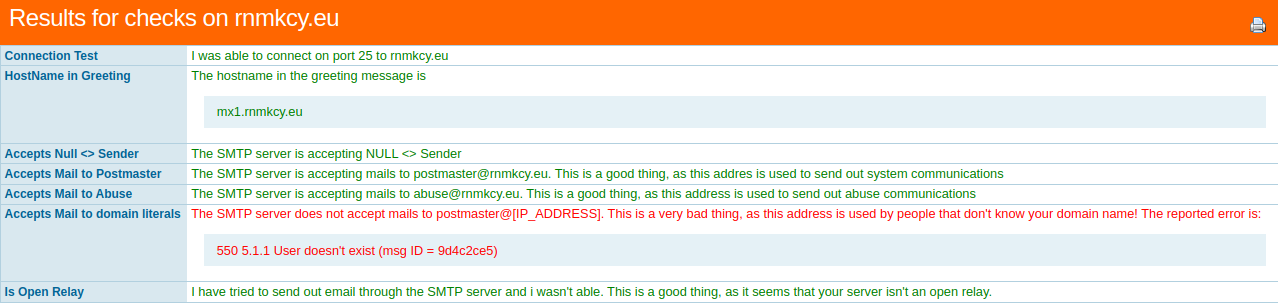 Results for checks on rnmkcy.eu
Connection Test I was able to connect on port 25 to rnmkcy.eu
HostName in Greeting The hostname in the greeting message is
mx1.rnmkcy.eu
Accepts Null <> Sender The SMTP server is accepting NULL <> Sender
Accepts Mail to Postmaster The SMTP server is accepting mails to postmaster@rnmkcy.eu. This is a good thing, as this addres is used to send out system communications
Accepts Mail to Abuse The SMTP server is accepting mails to abuse@rnmkcy.eu. This is a good thing, as this address is used to send out abuse communications
Accepts Mail to domain literals The SMTP server does not accept mails to postmaster@[IP_ADDRESS]. This is a very bad thing, as this address is used by people that don't know your domain name! The reported error is:
550 5.1.1 User doesn't exist (msg ID = 9d4c2ce5)
Is Open Relay I have tried to send out email through the SMTP server and i wasn't able. This is a good thing, as it seems that your server isn't an open relay.